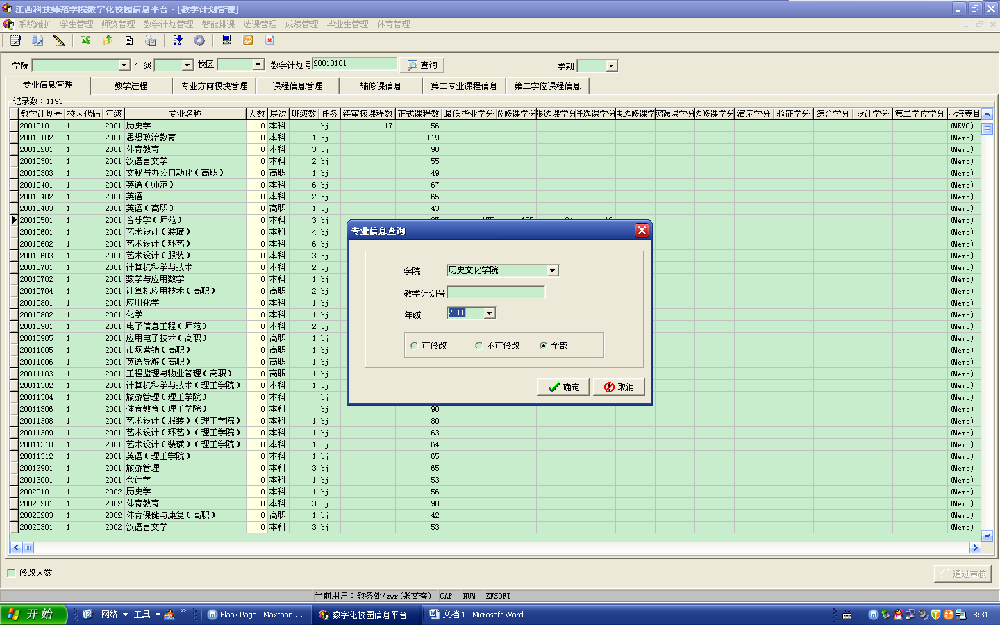 江西科技师范学院数字化校园信息平台 - [教学计划管理]
系统维护 学生管理 师资管理 教学计划管理 智能排课 选课管理 成绩管理 毕业生管理 体育管理
学院 年级 校区 教学计划号 20010101 查询 学期
专业信息管理 教学进程 专业方向模块管理 课程信息管理 辅修课信息 第二专业课程信息 第二学位课程信息
记录数：1193
教学计划号 校区代码 年级 专业名称 人数 层次 班级数 任务 待审核课程数 正式课程数 最低毕业学分 必修课学分 限选课学分 任选课学分 共选修课学 实践课学分 选修课学分 演示学分 验证学分 综合学分 设计学分 第二学位学分 业培养目
20010101 1 2001 历史学 0 本科 bj 17 56 (MEMO)
20010102 1 2001 思想政治教育 0 本科 1 bj 119 (Memo)
20010201 1 2001 体育教育 0 本科 3 bj 90 (Memo)
20010301 1 2001 汉语言文学 0 本科 2 bj 55 (Memo)
20010303 1 2001 文秘与办公自动化(高职) 0 高职 1 bj 49 (Memo)
20010401 1 2001 英语(师范) 0 本科 6 bj 67 (Memo)
20010402 1 2001 英语 0 本科 2 bj 65 (Memo)
20010403 1 2001 英语(高职) 0 高职 1 bj 43 (Memo)
20010501 1 2001 音乐学(师范) 0 本科 3 bj (Memo)
20010601 1 2001 艺术设计(装璜) 0 本科 4 bj (Memo)
20010602 1 2001 艺术设计(环艺) 0 本科 6 bj (Memo)
20010603 1 2001 艺术设计(服装) 0 本科 3 bj (Memo)
20010701 1 2001 计算机科学与技术 0 本科 2 bj (Memo)
20010702 1 2001 数学与应用数学 0 本科 1 bj (Memo)
20010704 1 2001 计算机应用技术(高职) 0 高职 2 bj (Memo)
20010801 1 2001 应用化学 0 本科 1 bj (Memo)
20010802 1 2001 化学 0 本科 1 bj (Memo)
20010901 1 2001 电子信息工程(师范) 0 本科 2 bj (Memo)
20010905 1 2001 应用电子技术(高职) 0 高职 1 bj (Memo)
20011005 1 2001 市场营销(高职) 0 高职 1 bj (Memo)
20011006 1 2001 英语导游(高职) 0 高职 1 bj (Memo)
20011103 1 2001 工程监理与物业管理(高职) 0 高职 1 bj (Memo)
20011302 1 2001 计算机科学与技术(理工学院) 0 本科 1 bj (Memo)
20011304 1 2001 旅游管理(理工学院) 0 本科 bj (Memo)
20011306 1 2001 体育教育(理工学院) 0 本科 bj 90 (Memo)
20011308 1 2001 艺术设计(服装)(理工学院) 0 本科 1 bj 80 (Memo)
20011309 1 2001 艺术设计(环艺)(理工学院) 0 本科 1 bj 63 (Memo)
20011310 1 2001 艺术设计(装璜)(理工学院) 0 本科 1 bj 64 (Memo)
20011312 1 2001 英语(理工学院) 0 本科 1 bj 65 (Memo)
20012901 1 2001 旅游管理 0 本科 3 bj 65 (Memo)
20013001 1 2001 会计学 0 本科 1 bj 53 (Memo)
20020101 1 2002 历史学 0 本科 1 bj 56 (Memo)
20020201 1 2002 体育教育 0 本科 3 bj 90 (Memo)
20020203 1 2002 体育保健与康复(高职) 0 高职 1 bj 42 (Memo)
20020301 1 2002 汉语言文学 0 本科 3 bj 53 (Memo)
专业信息查询
学院 历史文化学院
教学计划号
年级 2011
可修改 不可修改 全部
确定 取消
修改人数 通过审核
当前用户：教务处/zwr(张文睿) CAP NUM ZFSOFT
开始 网络 工具 Blank Page - Maxthon ... 数字化校园信息平台 文档 1 - Microsoft Word 8:31